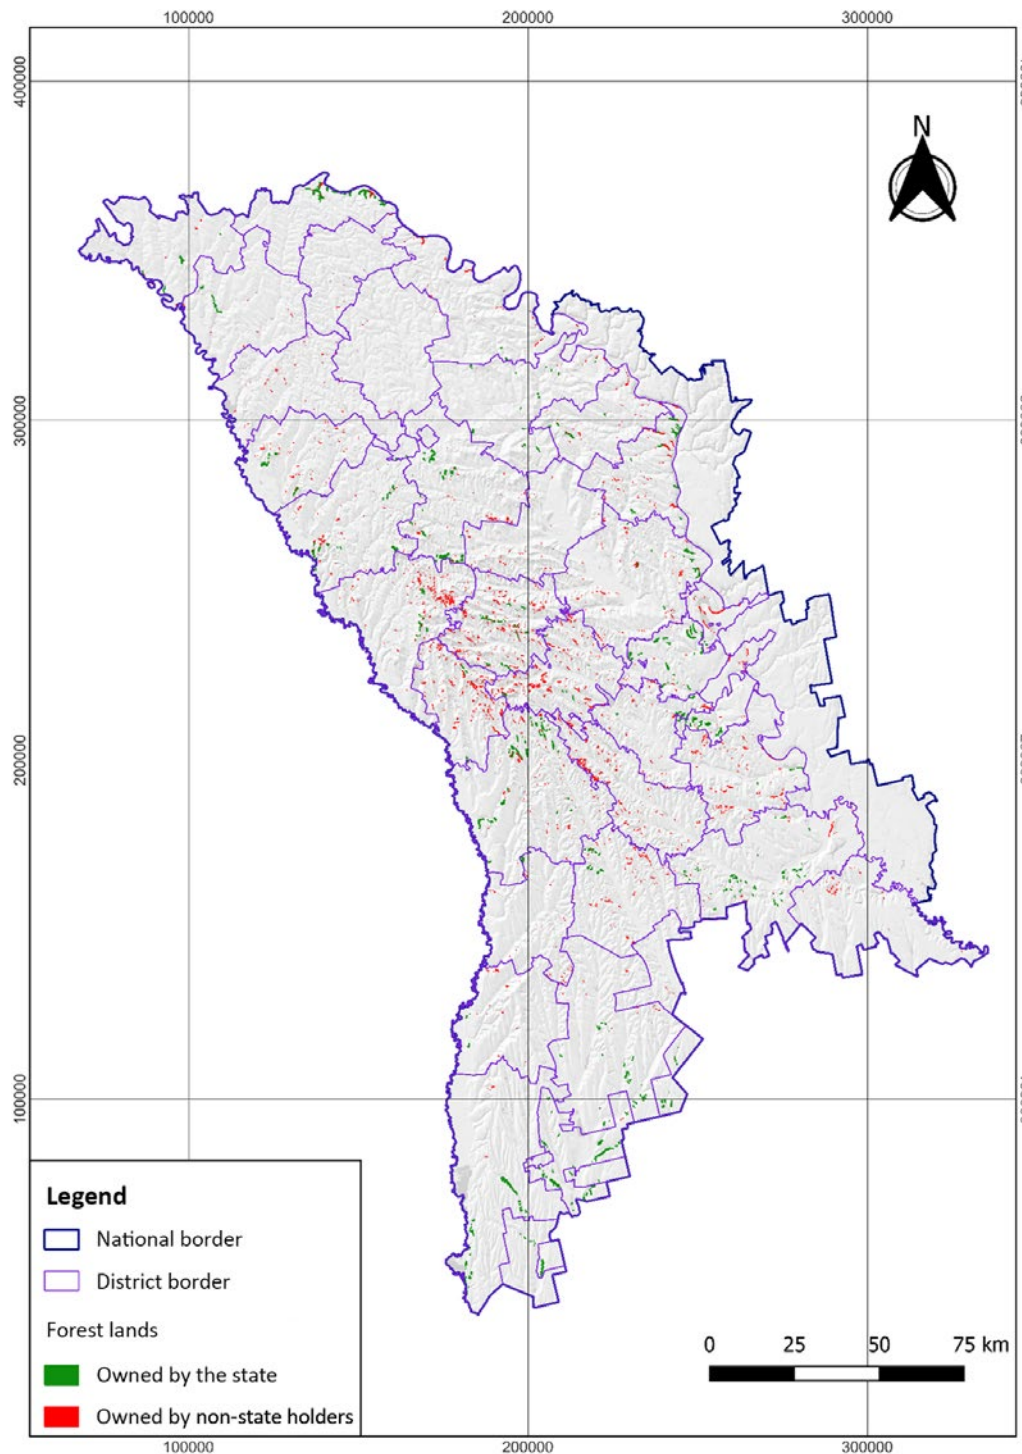 100000 200000 300000
400000
300000
200000
100000
N
Legend
National border
District border
Forest lands
Owned by the state
Owned by non-state holders
0 25 50 75 km
100000 200000 300000